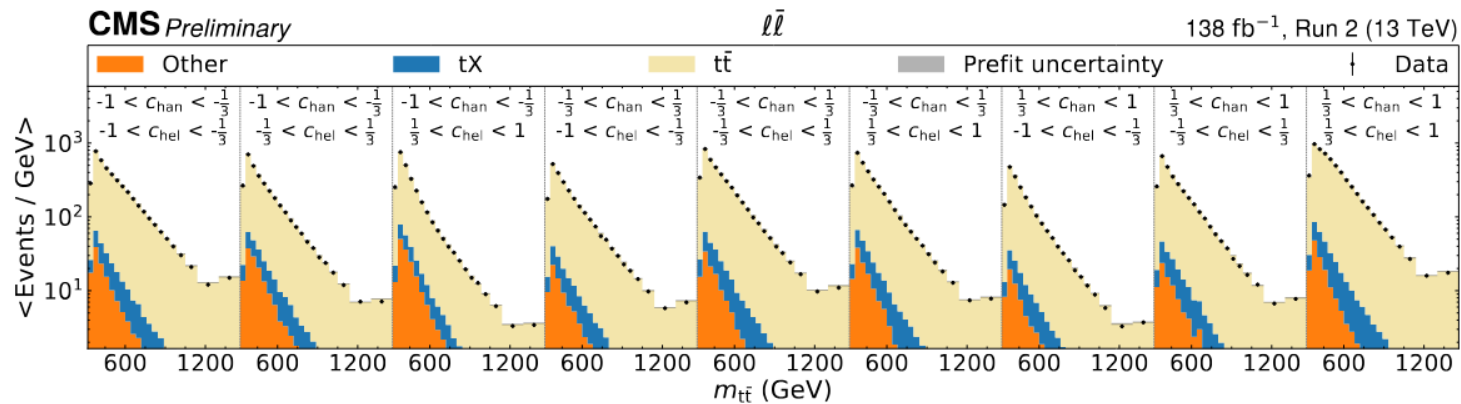 CMS Preliminary ℓℓ̄ 138 fb⁻¹, Run 2 (13 TeV)
Other tX tt̄ Prefit uncertainty Data
-1 < c_han < -1/3 -1 < c_han < -1/3 -1 < c_han < -1/3 -1/3 < c_han < 1/3 -1/3 < c_han < 1/3 -1/3 < c_han < 1/3 1/3 < c_han < 1 1/3 < c_han < 1 1/3 < c_han < 1
-1 < c_hel < -1/3 -1/3 < c_hel < 1/3 1/3 < c_hel < 1 -1 < c_hel < -1/3 -1/3 < c_hel < 1/3 1/3 < c_hel < 1 -1 < c_hel < -1/3 -1/3 < c_hel < 1/3 1/3 < c_hel < 1
<Events / GeV>
10³
10²
10¹
600 1200 600 1200 600 1200 600 1200 600 1200 600 1200 600 1200 600 1200 600 1200
m_tt̄ (GeV)